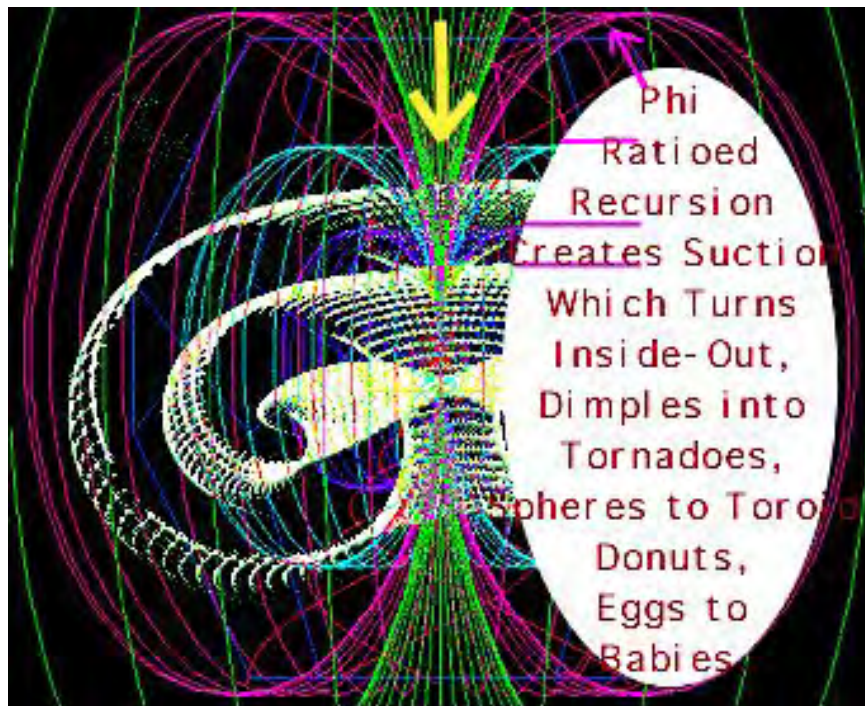 Phi
Ratioed
Recursion
Creates Suction
Which Turns
Inside-Out,
Dimples into
Tornadoes,
Spheres to Toroid
Donuts,
Eggs to
Babies